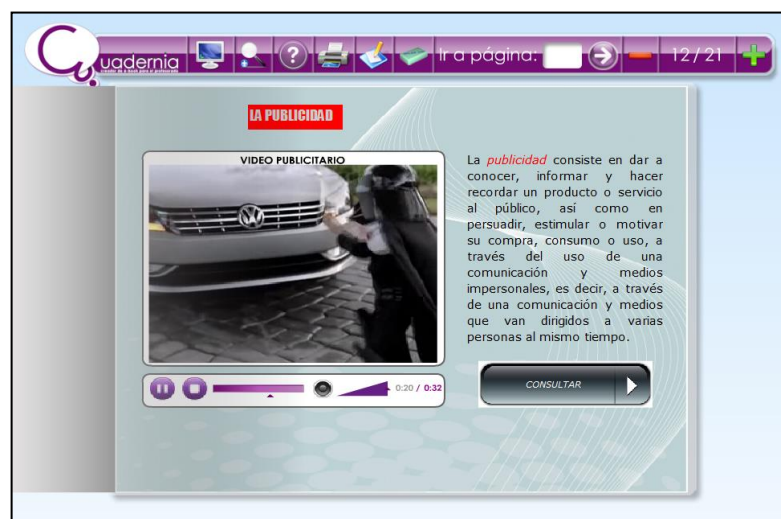 Cuadernia
Ir a página:
12/21
LA PUBLICIDAD
VIDEO PUBLICITARIO
La publicidad consiste en dar a
conocer, informar y hacer
recordar un producto o servicio
al público, así como en
persuadir, estimular o motivar
su compra, consumo o uso, a
través del uso de una
comunicación y medios
impersonales, es decir, a través
de una comunicación y medios
que van dirigidos a varias
personas al mismo tiempo.
0:20 / 0:32
CONSULTAR